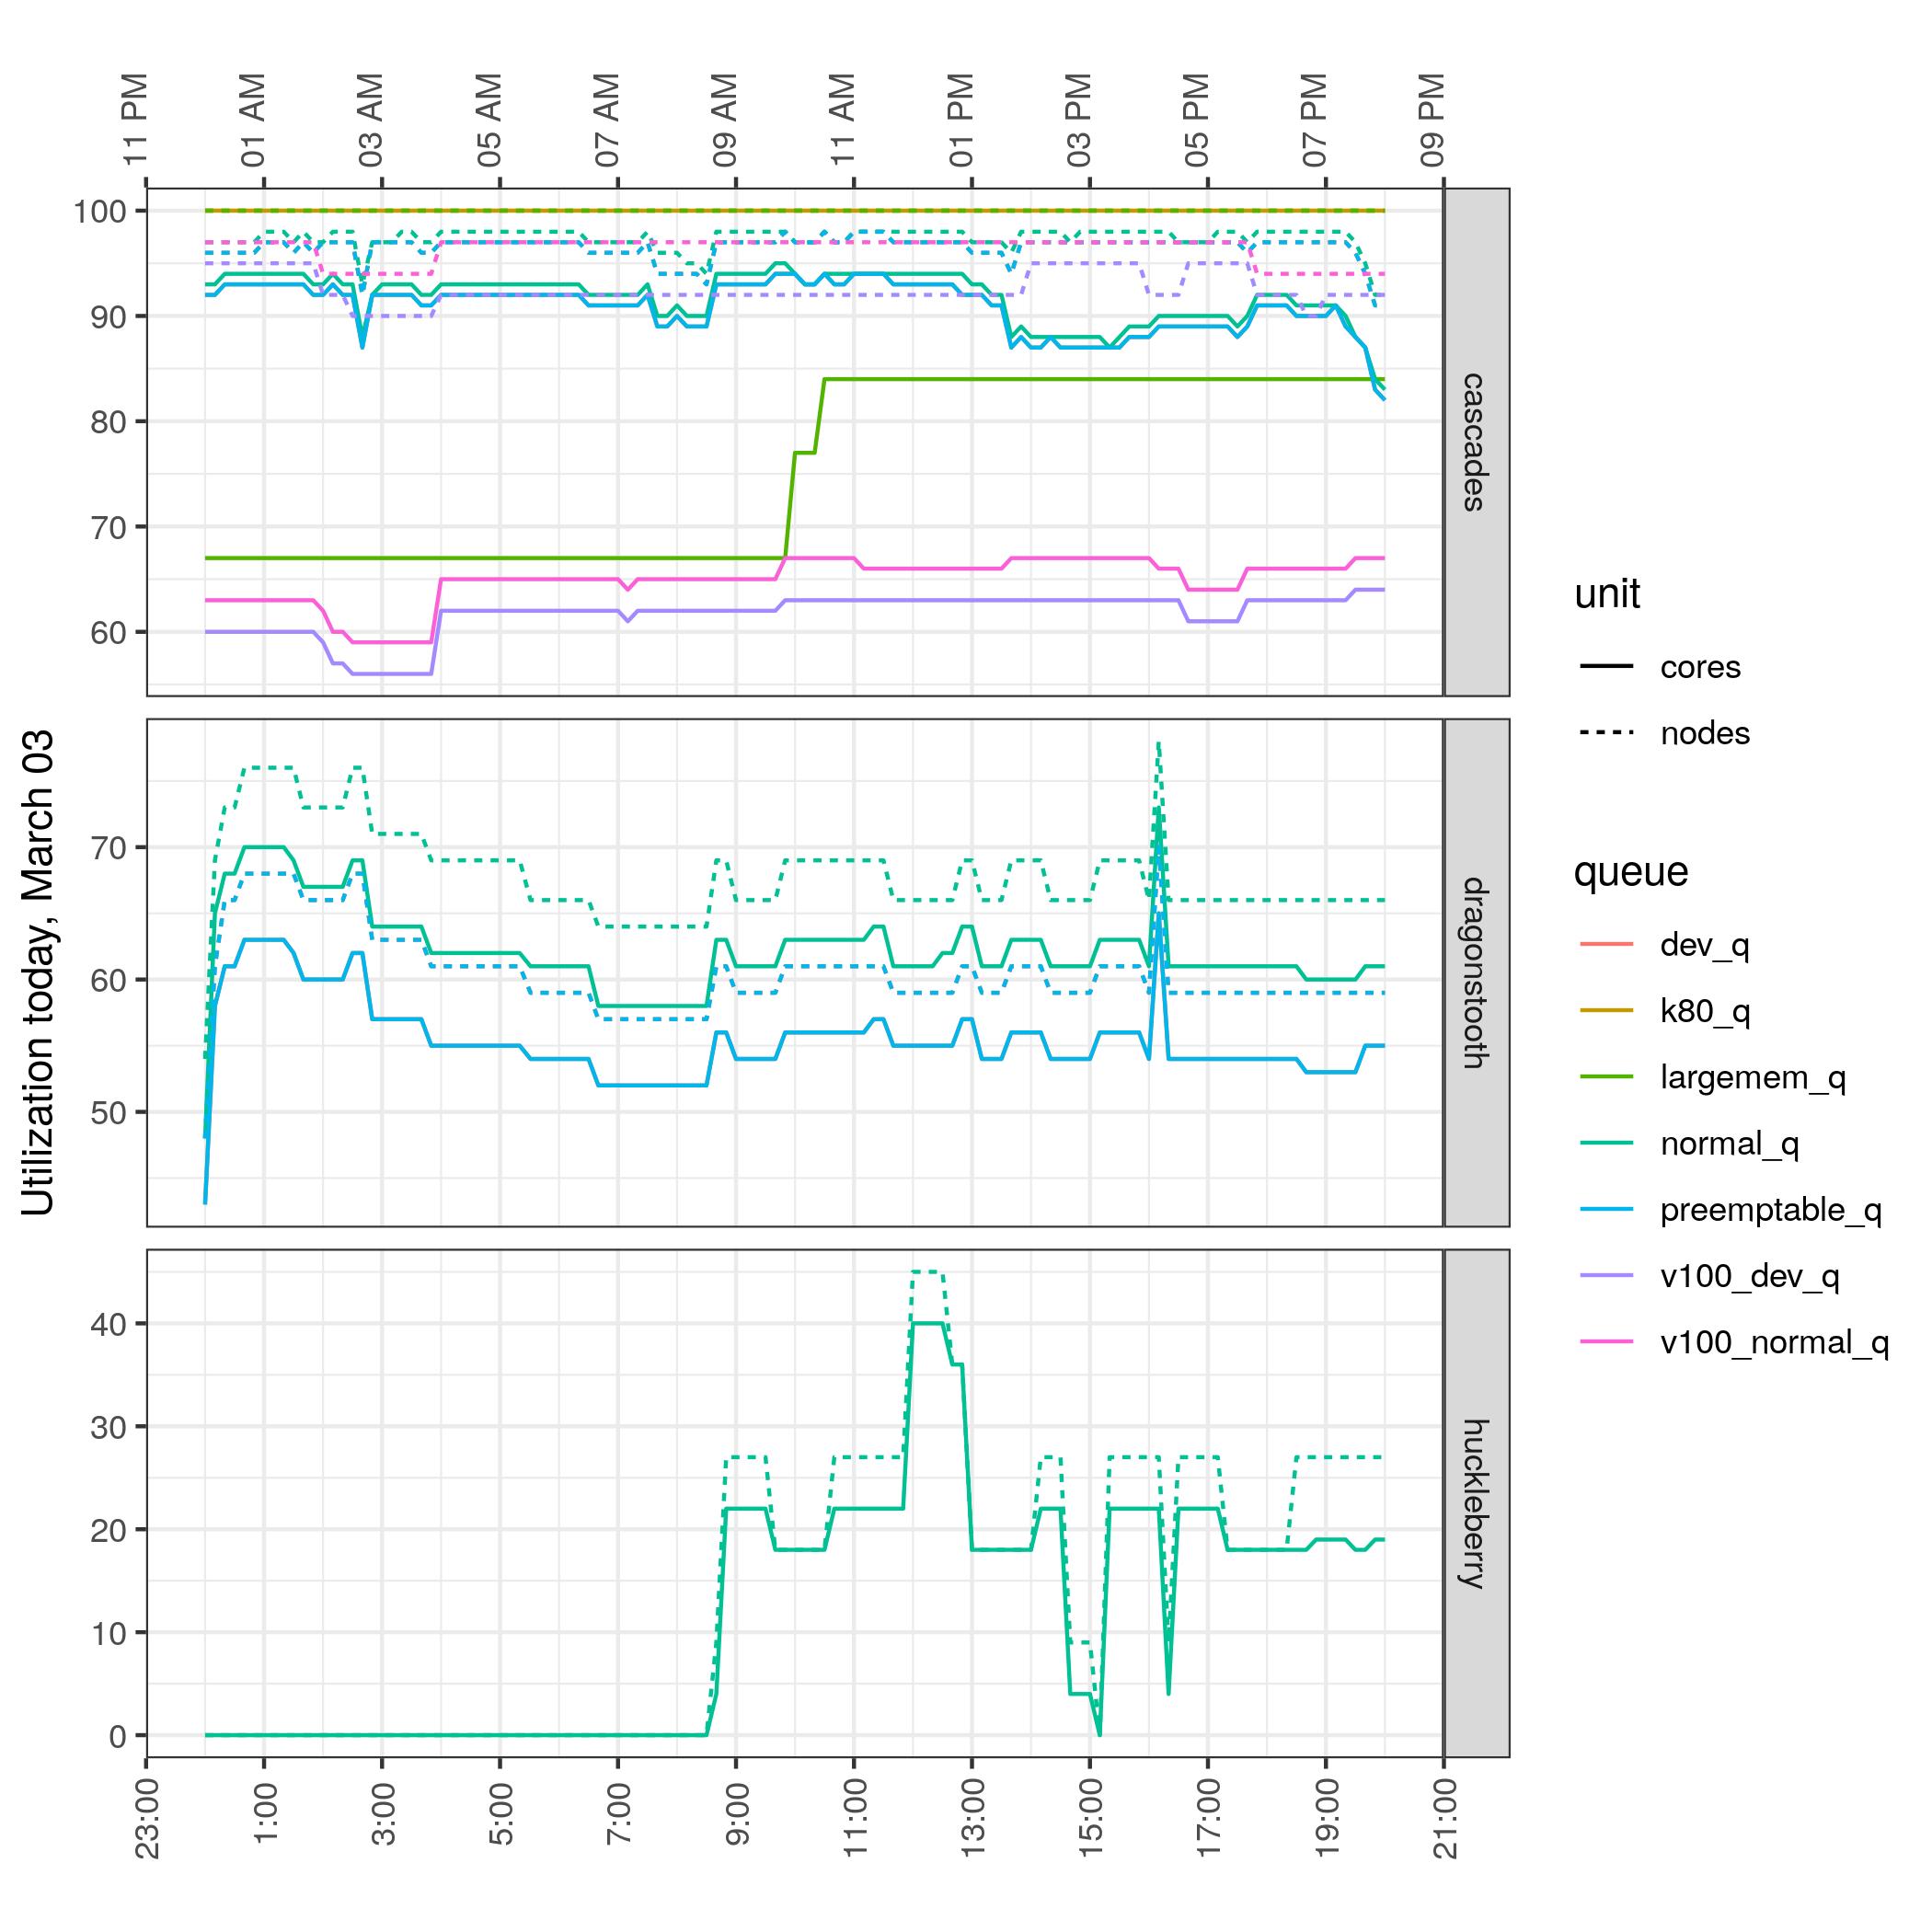 11 PM
01 AM
03 AM
05 AM
07 AM
09 AM
11 AM
01 PM
03 PM
05 PM
07 PM
09 PM
Utilization today, March 03
100
90
80
70
60
cascades
70
60
50
dragonstooth
40
30
20
10
0
huckleberry
23:00
1:00
3:00
5:00
7:00
9:00
11:00
13:00
15:00
17:00
19:00
21:00
unit
cores
nodes
queue
dev_q
k80_q
largemem_q
normal_q
preemptable_q
v100_dev_q
v100_normal_q